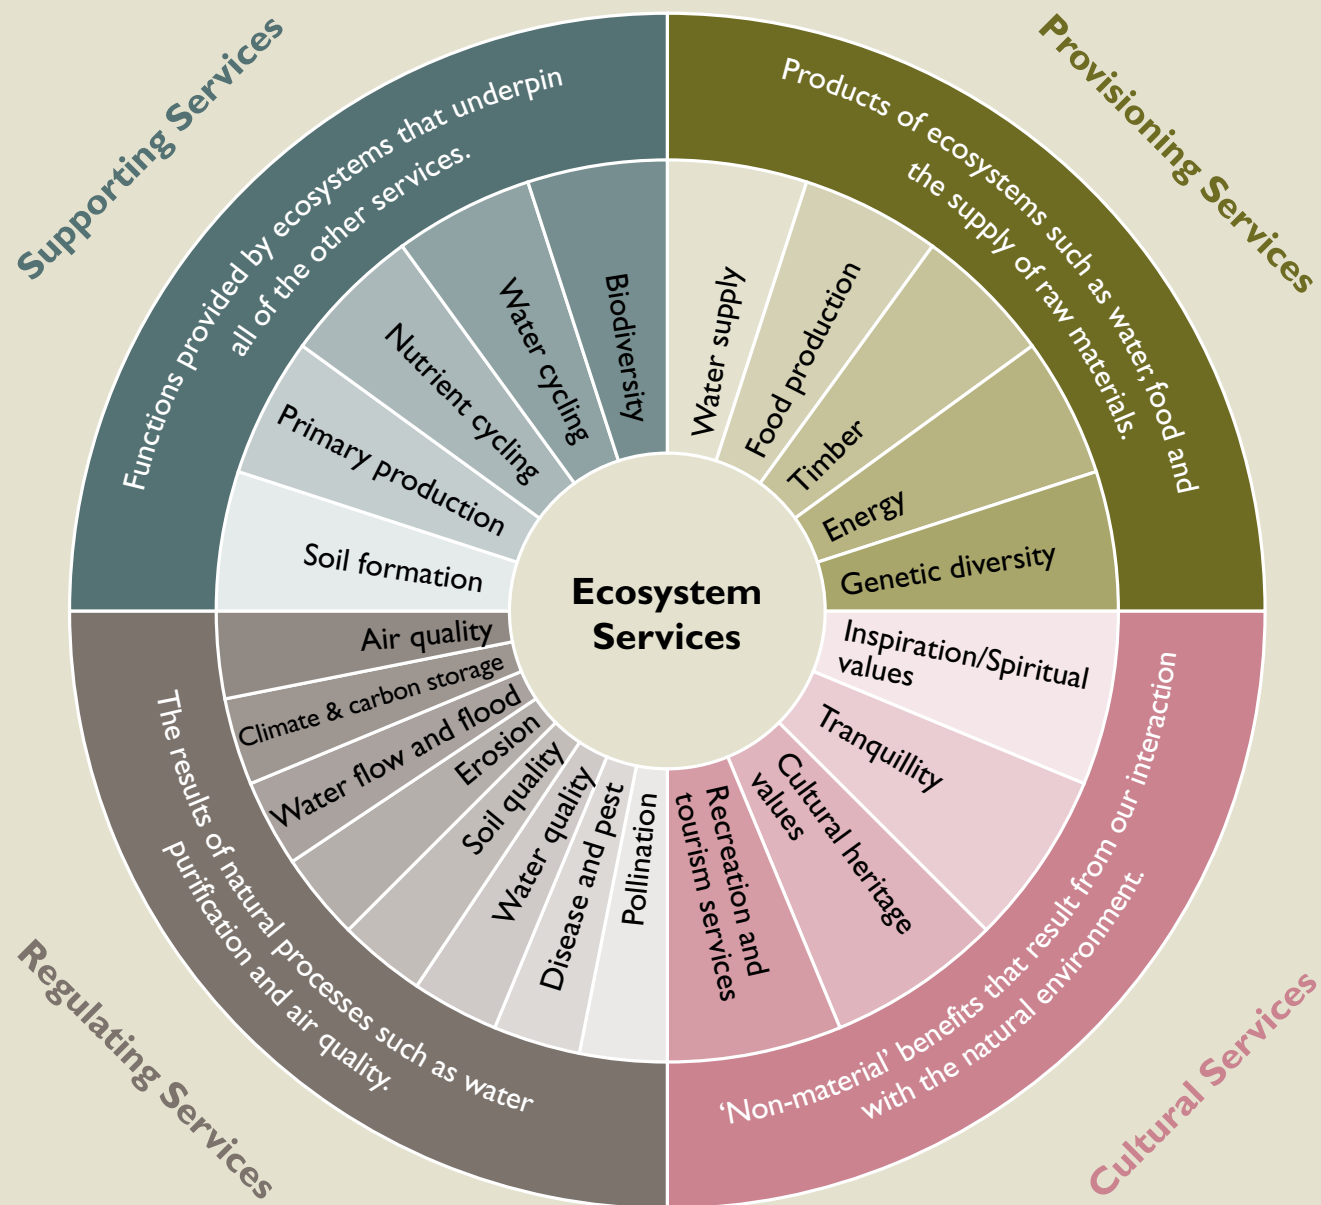 Supporting Services
Functions provided by ecosystems that underpin
all of the other services.
Soil formation
Primary production
Nutrient cycling
Water cycling
Biodiversity
Provisioning Services
Products of ecosystems such as water, food and
the supply of raw materials.
Water supply
Food production
Timber
Energy
Genetic diversity
Ecosystem
Services
Cultural Services
‘Non-material’ benefits that result from our interaction
with the natural environment.
Inspiration/Spiritual
values
Tranquillity
Cultural heritage
values
Recreation and
tourism services
Regulating Services
The results of natural processes such as water
purification and air quality.
Air quality
Climate & carbon storage
Water flow and flood
Erosion
Soil quality
Water quality
Disease and pest
Pollination